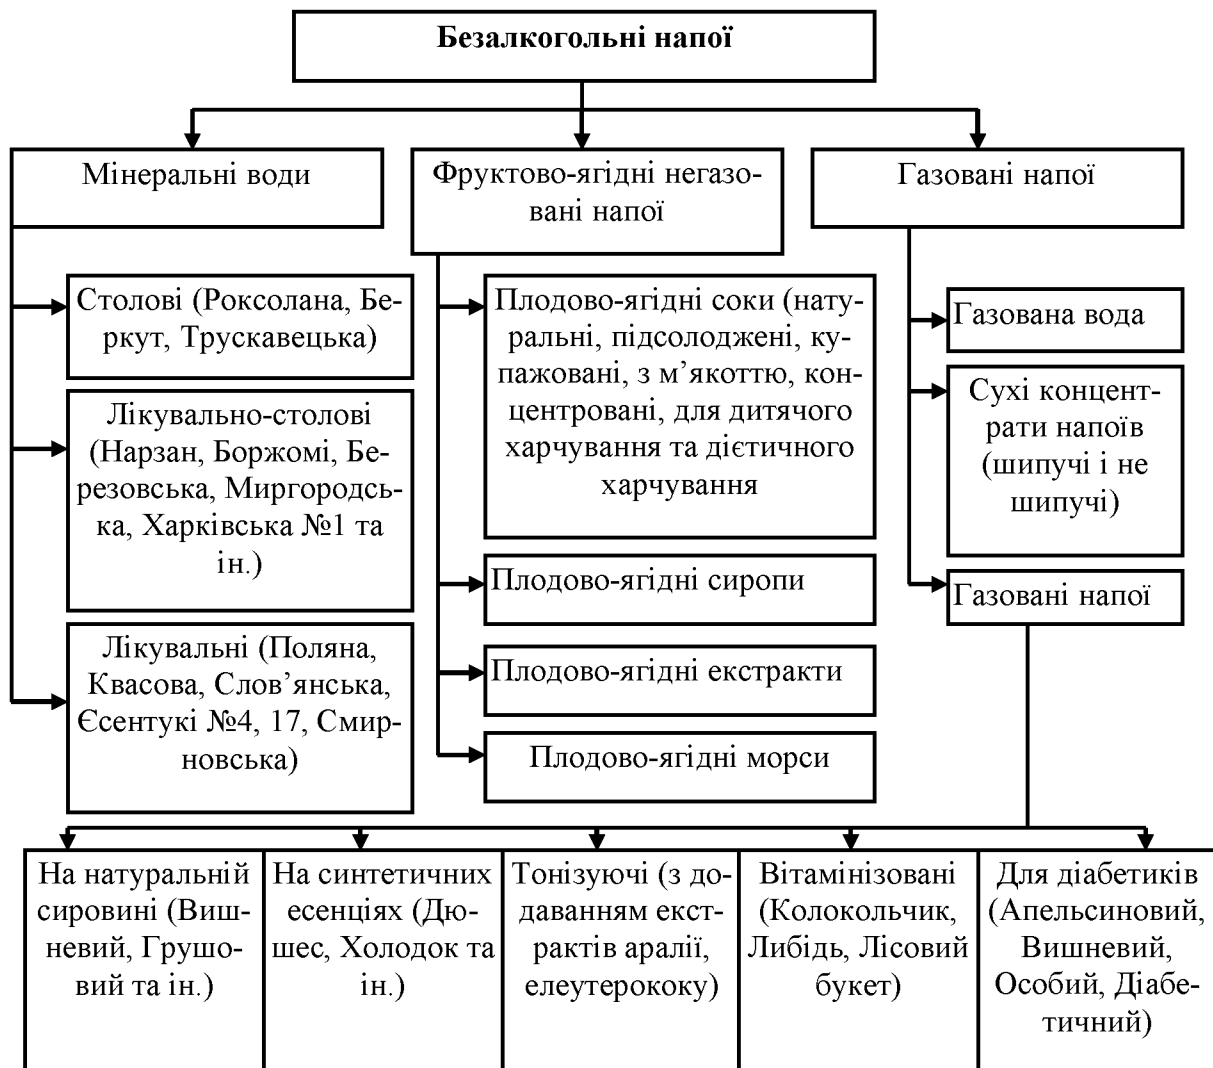 Безалкогольні напої
Мінеральні води
Фруктово-ягідні негазо-
вані напої
Газовані напої
Столові (Роксолана, Бе-
ркут, Трускавецька)
Лікувально-столові
(Нарзан, Боржомі, Бе-
резовська, Миргородсь-
ка, Харківська №1 та
ін.)
Лікувальні (Поляна,
Квасова, Слов’янська,
Єсентукі №4, 17, Смир-
новська)
Плодово-ягідні соки (нату-
ральні, підсолоджені, ку-
пажовані, з м’якоттю, кон-
центровані, для дитячого
харчування та дієтичного
харчування
Плодово-ягідні сиропи
Плодово-ягідні екстракти
Плодово-ягідні морси
Газована вода
Сухі концент-
рати напоїв
(шипучі і не
шипучі)
Газовані напої
На натуральній
сировині (Виш-
невий, Грушо-
вий та ін.)
На синтетичних
есенціях (Дю-
шес, Холодок та
ін.)
Тонізуючі (з до-
даванням екст-
рактів аралії,
елеутерококу)
Вітамінізовані
(Колокольчик,
Либідь, Лісовий
букет)
Для діабетиків
(Апельсиновий,
Вишневий,
Особий, Діабе-
тичний)